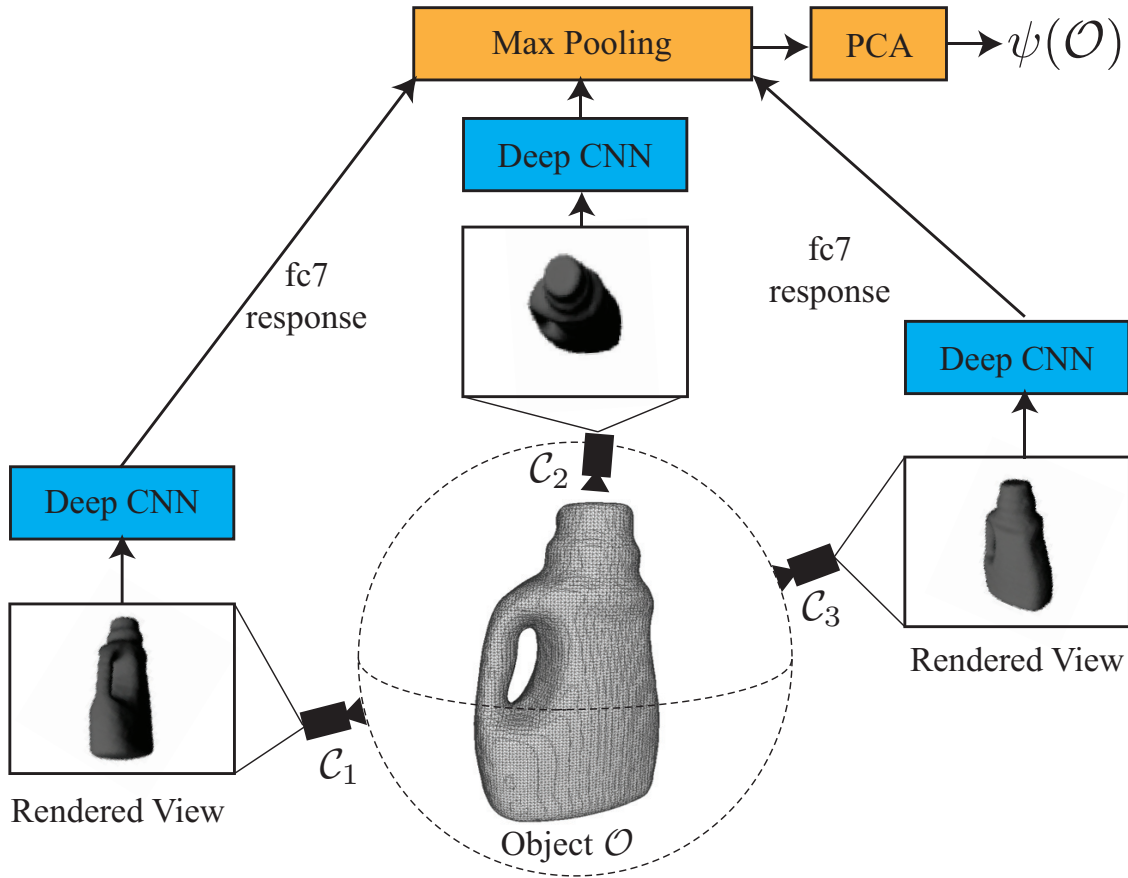 Max Pooling
PCA
ψ(𝒪)
Deep CNN
fc7
response
fc7
response
Deep CNN
𝒞₂
Deep CNN
𝒞₃
Rendered View
𝒞₁
Rendered View
Object 𝒪